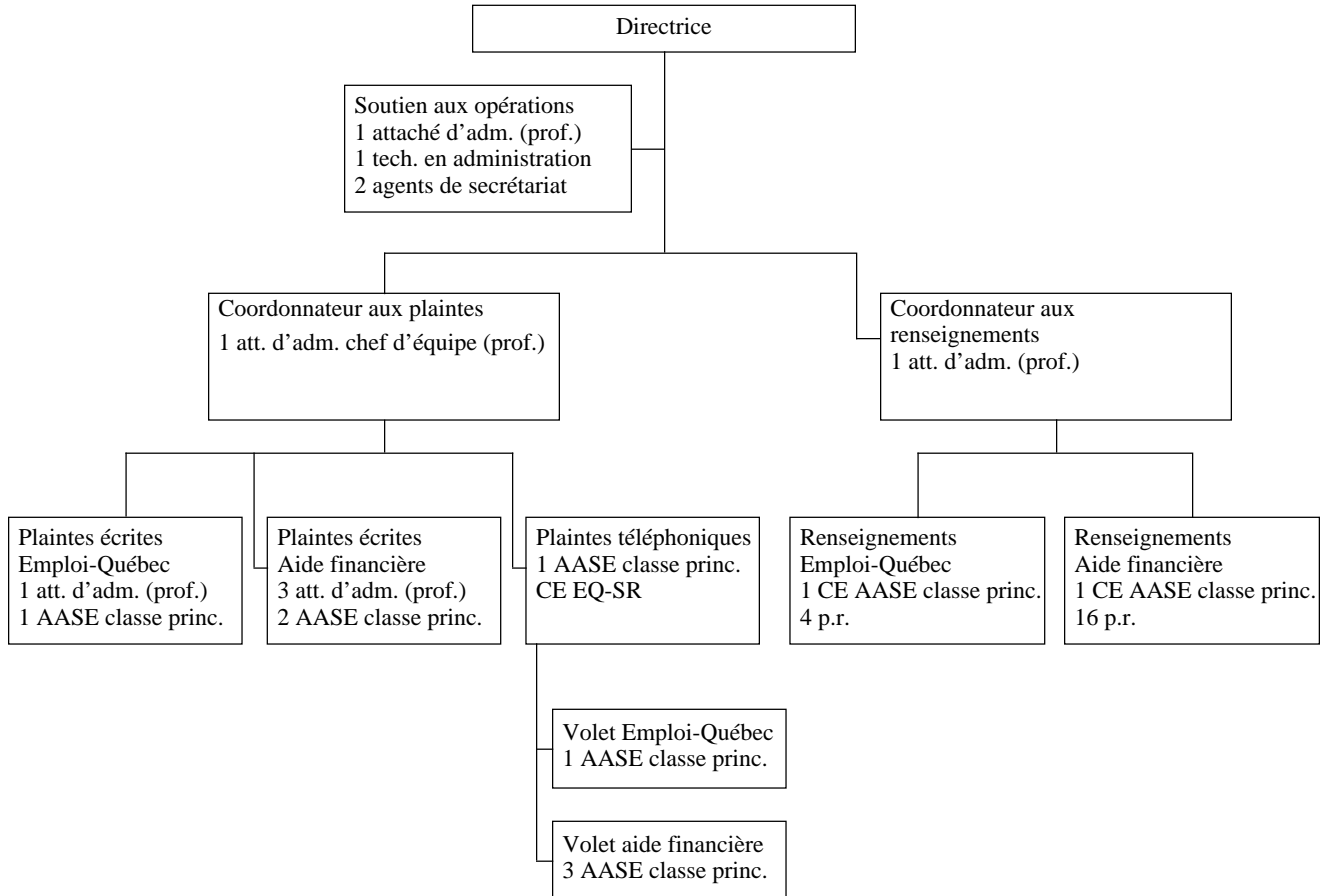 Directrice
Soutien aux opérations
1 attaché d’adm. (prof.)
1 tech. en administration
2 agents de secrétariat
Coordonnateur aux plaintes
1 att. d’adm. chef d’équipe (prof.)
Coordonnateur aux
renseignements
1 att. d’adm. (prof.)
Plaintes écrites
Emploi-Québec
1 att. d’adm. (prof.)
1 AASE classe princ.
Plaintes écrites
Aide financière
3 att. d’adm. (prof.)
2 AASE classe princ.
Plaintes téléphoniques
1 AASE classe princ.
CE EQ-SR
Renseignements
Emploi-Québec
1 CE AASE classe princ.
4 p.r.
Renseignements
Aide financière
1 CE AASE classe princ.
16 p.r.
Volet Emploi-Québec
1 AASE classe princ.
Volet aide financière
3 AASE classe princ.